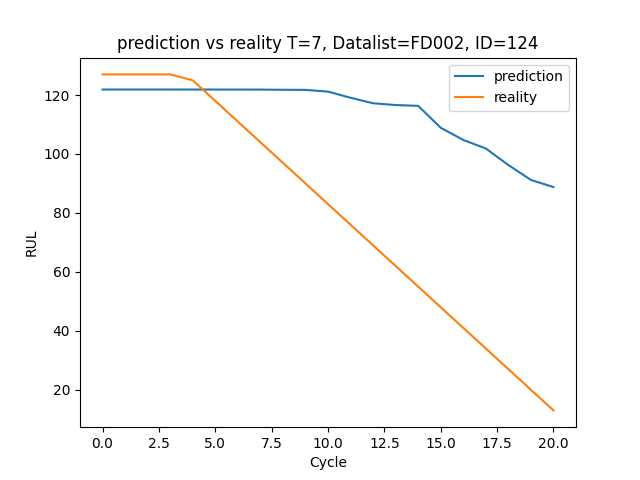 prediction vs reality T=7, Datalist=FD002, ID=124
prediction
reality
RUL
120
100
80
60
40
20
0.0 2.5 5.0 7.5 10.0 12.5 15.0 17.5 20.0
Cycle